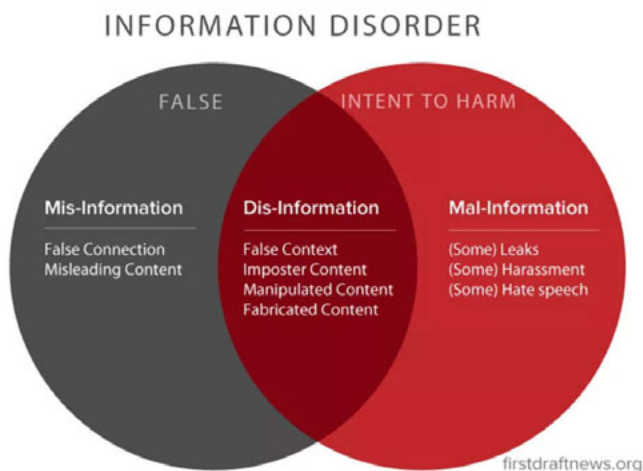 INFORMATION DISORDER
FALSE
INTENT TO HARM
Mis-Information
False Connection
Misleading Content
Dis-Information
False Context
Imposter Content
Manipulated Content
Fabricated Content
Mal-Information
(Some) Leaks
(Some) Harassment
(Some) Hate speech
firstdraftnews.org